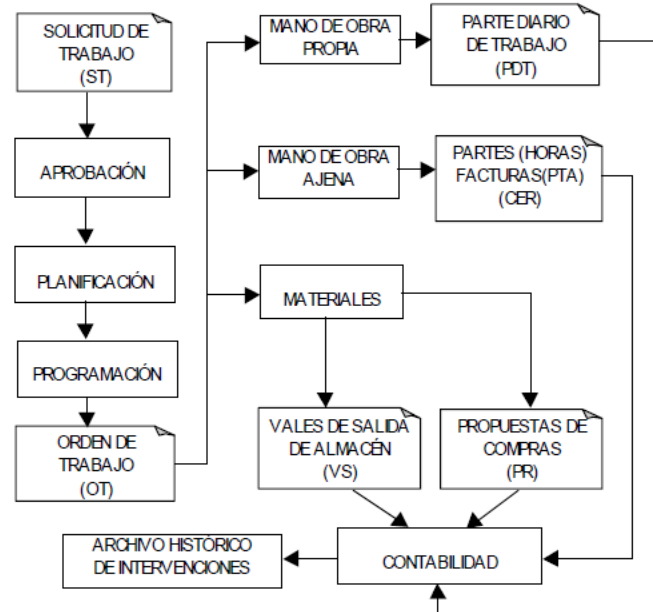 SOLICITUD DE
TRABAJO
(ST)
APROBACIÓN
PLANIFICACIÓN
PROGRAMACIÓN
ORDEN DE
TRABAJO
(OT)
MANO DE OBRA
PROPIA
PARTE DIARIO
DE TRABAJO
(PDT)
MANO DE OBRA
AJENA
PARTES (HORAS)
FACTURAS(PTA)
(CER)
MATERIALES
VALES DE SALIDA
DE ALMACÉN
(VS)
PROPUESTAS DE
COMPRAS
(PR)
CONTABILIDAD
ARCHIVO HISTÓRICO
DE INTERVENCIONES